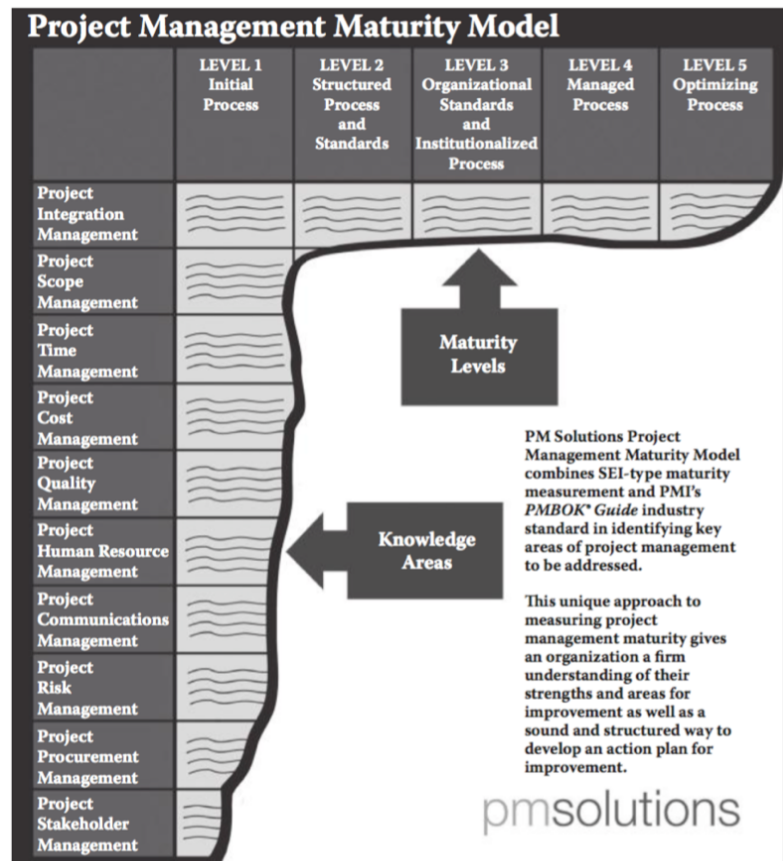 Project Management Maturity Model
LEVEL 1
Initial
Process
LEVEL 2
Structured
Process
and
Standards
LEVEL 3
Organizational
Standards
and
Institutionalized
Process
LEVEL 4
Managed
Process
LEVEL 5
Optimizing
Process
Project
Integration
Management
Project
Scope
Management
Project
Time
Management
Project
Cost
Management
Project
Quality
Management
Project
Human Resource
Management
Project
Communications
Management
Project
Risk
Management
Project
Procurement
Management
Project
Stakeholder
Management
Maturity
Levels
Knowledge
Areas
PM Solutions Project
Management Maturity Model
combines SEI-type maturity
measurement and PMI’s
PMBOK® Guide industry
standard in identifying key
areas of project management
to be addressed.
This unique approach to
measuring project
management maturity gives
an organization a firm
understanding of their
strengths and areas for
improvement as well as a
sound and structured way to
develop an action plan for
improvement.
pmsolutions